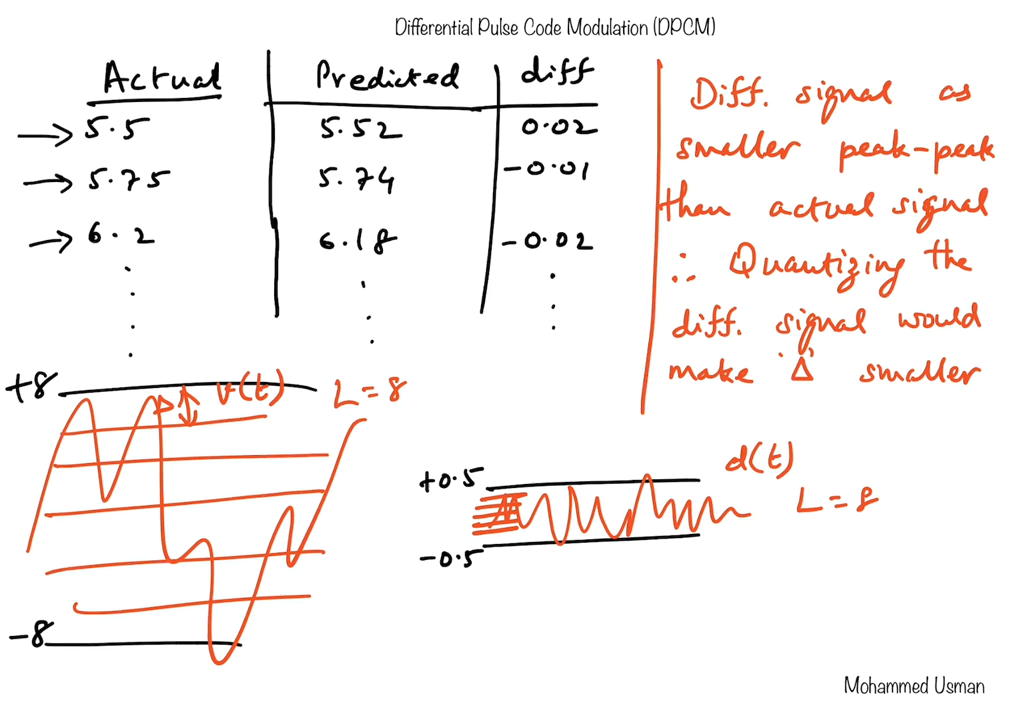 Differential Pulse Code Modulation (DPCM)
Actual Predicted diff
→ 5.5 5.52 0.02
→ 5.75 5.74 -0.01
→ 6.2 6.18 -0.02
Diff. signal as
smaller peak-peak
than actual signal
∴ Quantizing the
diff. signal would
make 'Δ' smaller
+8 v(t) L=8
-8
+0.5 d(t)
L=8
-0.5
Mohammed Usman